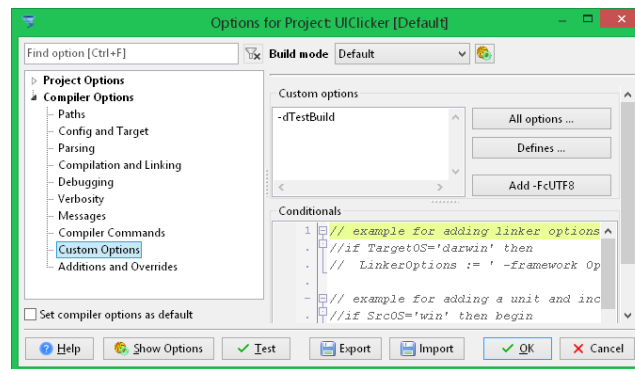 Options for Project: UIClicker [Default]
Find option [Ctrl+F]
Build mode Default
Project Options
Compiler Options
Paths
Config and Target
Parsing
Compilation and Linking
Debugging
Verbosity
Messages
Compiler Commands
Custom Options
Additions and Overrides
Set compiler options as default
Custom options
-dTestBuild
All options ...
Defines ...
Add -FcUTF8
Conditionals
1 // example for adding linker options
. //if TargetOS='darwin' then
. //  LinkerOptions := ' -framework Op
.
- // example for adding a unit and inc
. //if SrcOS='win' then begin
Help Show Options Test Export Import OK Cancel